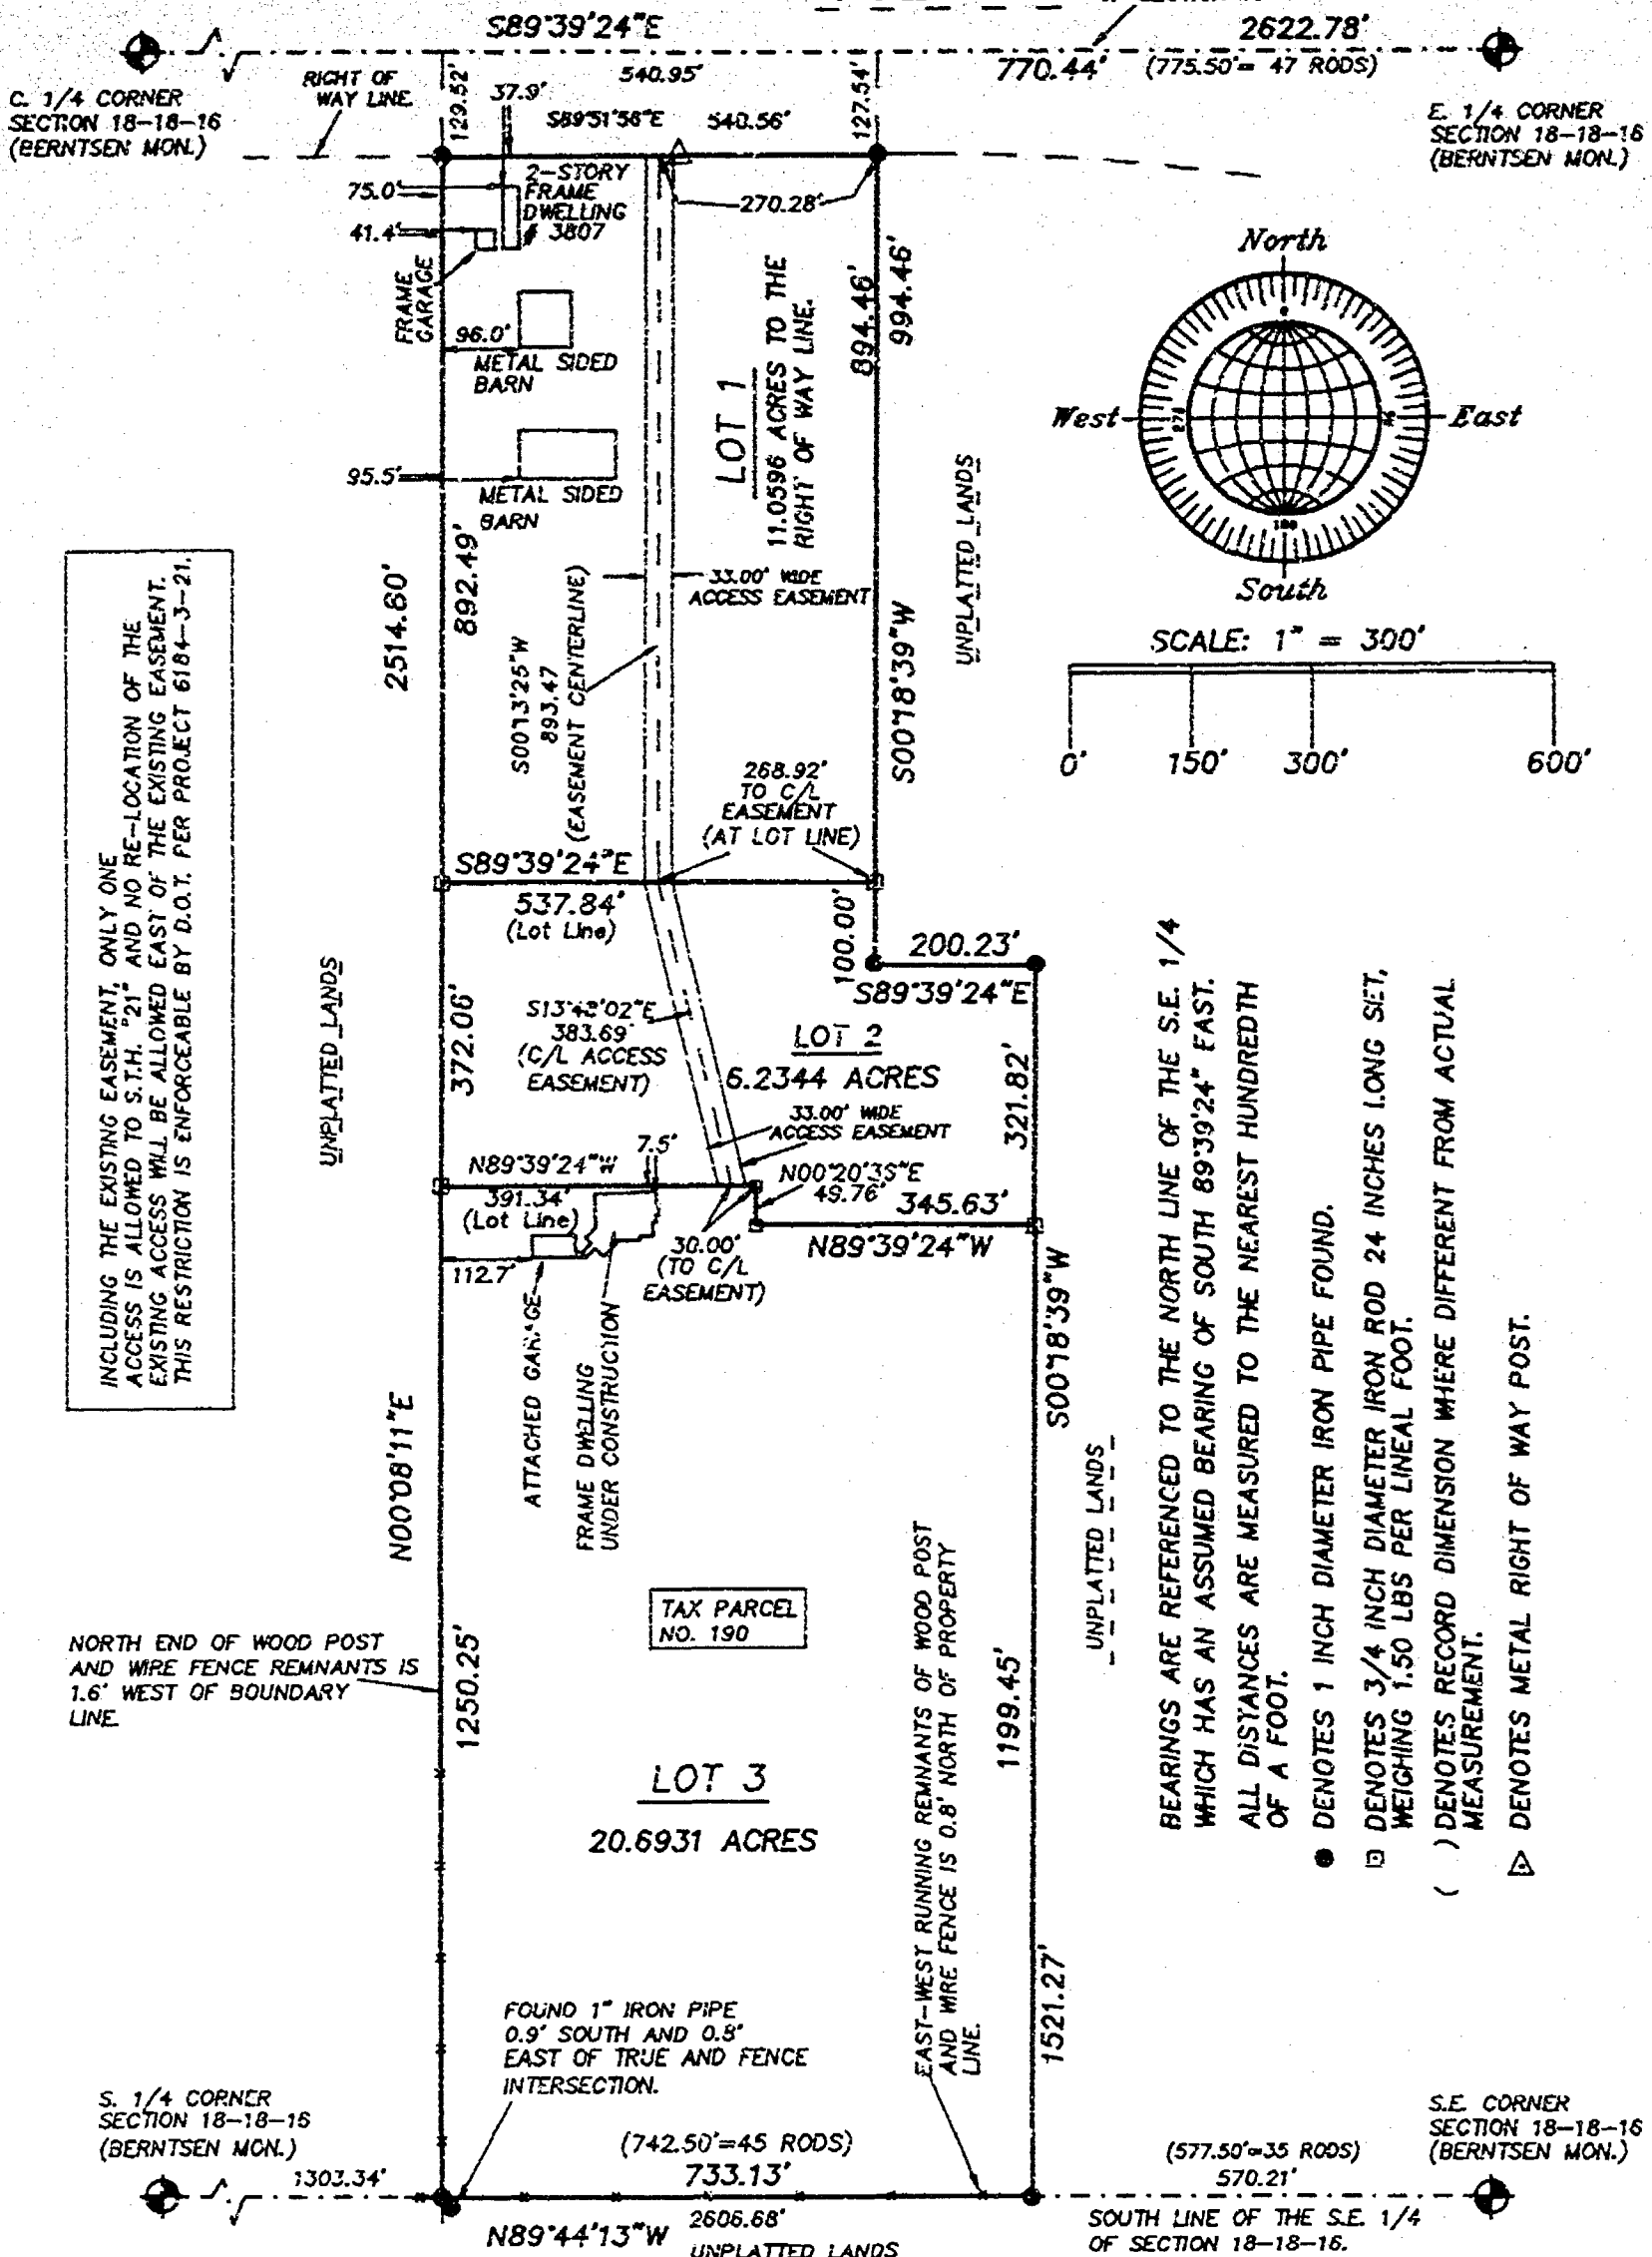 S89°39'24"E
2622.78'
540.95'
770.44'
(775.50'= 47 RODS)
C. 1/4 CORNER
SECTION 18-18-16
(BERNTSEN MON.)
RIGHT OF
WAY LINE
129.52'
37.9'
S89°51'58"E
540.56'
127.54'
E. 1/4 CORNER
SECTION 18-18-16
(BERNTSEN MON.)
75.0'
41.4'
2-STORY
FRAME
DWELLING
# 3807
270.28'
FRAME
GARAGE
96.0'
METAL SIDED
BARN
95.5'
METAL SIDED
BARN
LOT 1
11.0596 ACRES TO THE
RIGHT OF WAY LINE.
894.46'
994.46'
North
West
East
South
270
180
SCALE: 1" = 300'
0'
150'
300'
600'
UNPLATTED LANDS
2514.60'
892.49'
33.00' WIDE
ACCESS EASEMENT
S00°13'25"W
893.47
(EASEMENT CENTERLINE)
S00°18'39"W
268.92'
TO C/L
EASEMENT
(AT LOT LINE)
INCLUDING THE EXISTING EASEMENT, ONLY ONE
ACCESS IS ALLOWED TO S.T.H. "21" AND NO RE-LOCATION OF THE
EXISTING ACCESS WILL BE ALLOWED EAST OF THE EXISTING EASEMENT.
THIS RESTRICTION IS ENFORCEABLE BY D.O.T. PER PROJECT 6184-3-21.
S89°39'24"E
537.84'
(Lot Line)
100.00'
200.23'
S89°39'24"E
UNPLATTED LANDS
372.06'
S13°48'02"E
383.69'
(C/L ACCESS
EASEMENT)
LOT 2
6.2344 ACRES
321.82'
33.00' WIDE
ACCESS EASEMENT
N89°39'24"W
7.5'
391.34'
(Lot Line)
N00°20'36"E
49.76'
345.63'
N89°39'24"W
30.00'
(TO C/L
EASEMENT)
112.7'
ATTACHED GARAGE
FRAME DWELLING
UNDER CONSTRUCTION
S00°18'39"W
UNPLATTED LANDS
N00°08'11"E
TAX PARCEL
NO. 190
NORTH END OF WOOD POST
AND WIRE FENCE REMNANTS IS
1.6' WEST OF BOUNDARY
LINE.
1250.25'
LOT 3
20.6931 ACRES
1199.45'
EAST-WEST RUNNING REMNANTS OF WOOD POST
AND WIRE FENCE IS 0.8' NORTH OF PROPERTY
LINE.
1521.27'
BEARINGS ARE REFERENCED TO THE NORTH LINE OF THE S.E. 1/4
WHICH HAS AN ASSUMED BEARING OF SOUTH 89°39'24" EAST.
ALL DISTANCES ARE MEASURED TO THE NEAREST HUNDREDTH
OF A FOOT.
DENOTES 1 INCH DIAMETER IRON PIPE FOUND.
DENOTES 3/4 INCH DIAMETER IRON ROD 24 INCHES LONG SET,
WEIGHING 1.50 LBS PER LINEAL FOOT.
( ) DENOTES RECORD DIMENSION WHERE DIFFERENT FROM ACTUAL
MEASUREMENT.
DENOTES METAL RIGHT OF WAY POST.
FOUND 1" IRON PIPE
0.9' SOUTH AND 0.8'
EAST OF TRUE AND FENCE
INTERSECTION.
S. 1/4 CORNER
SECTION 18-18-16
(BERNTSEN MON.)
1303.34'
(742.50'=45 RODS)
733.13'
N89°44'13"W
2606.68'
UNPLATTED LANDS
(577.50'=35 RODS)
570.21'
SOUTH LINE OF THE S.E. 1/4
OF SECTION 18-18-16.
S.E. CORNER
SECTION 18-18-16
(BERNTSEN MON.)